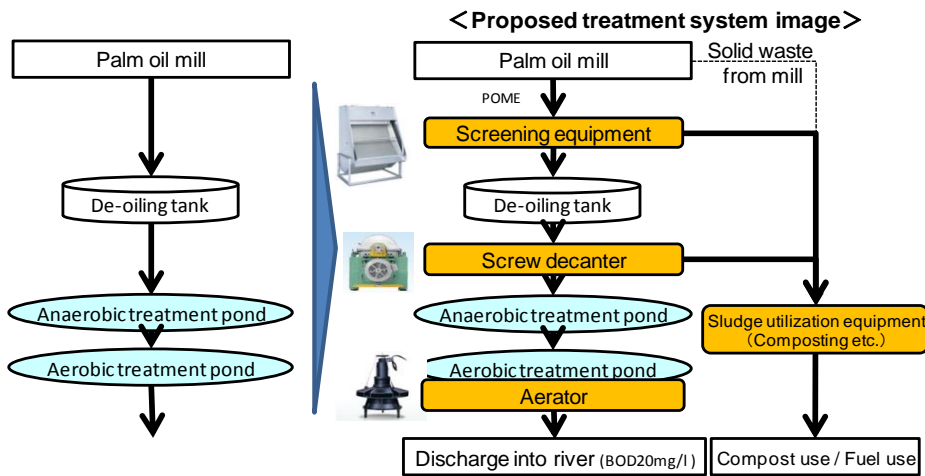 ＜Proposed treatment system image＞
Palm oil mill
De-oiling tank
Anaerobic treatment pond
Aerobic treatment pond
Palm oil mill
Solid waste
from mill
POME
Screening equipment
De-oiling tank
Screw decanter
Anaerobic treatment pond
Sludge utilization equipment
（Composting etc.）
Aerobic treatment pond
Aerator
Discharge into river (BOD20mg/l)
Compost use / Fuel use